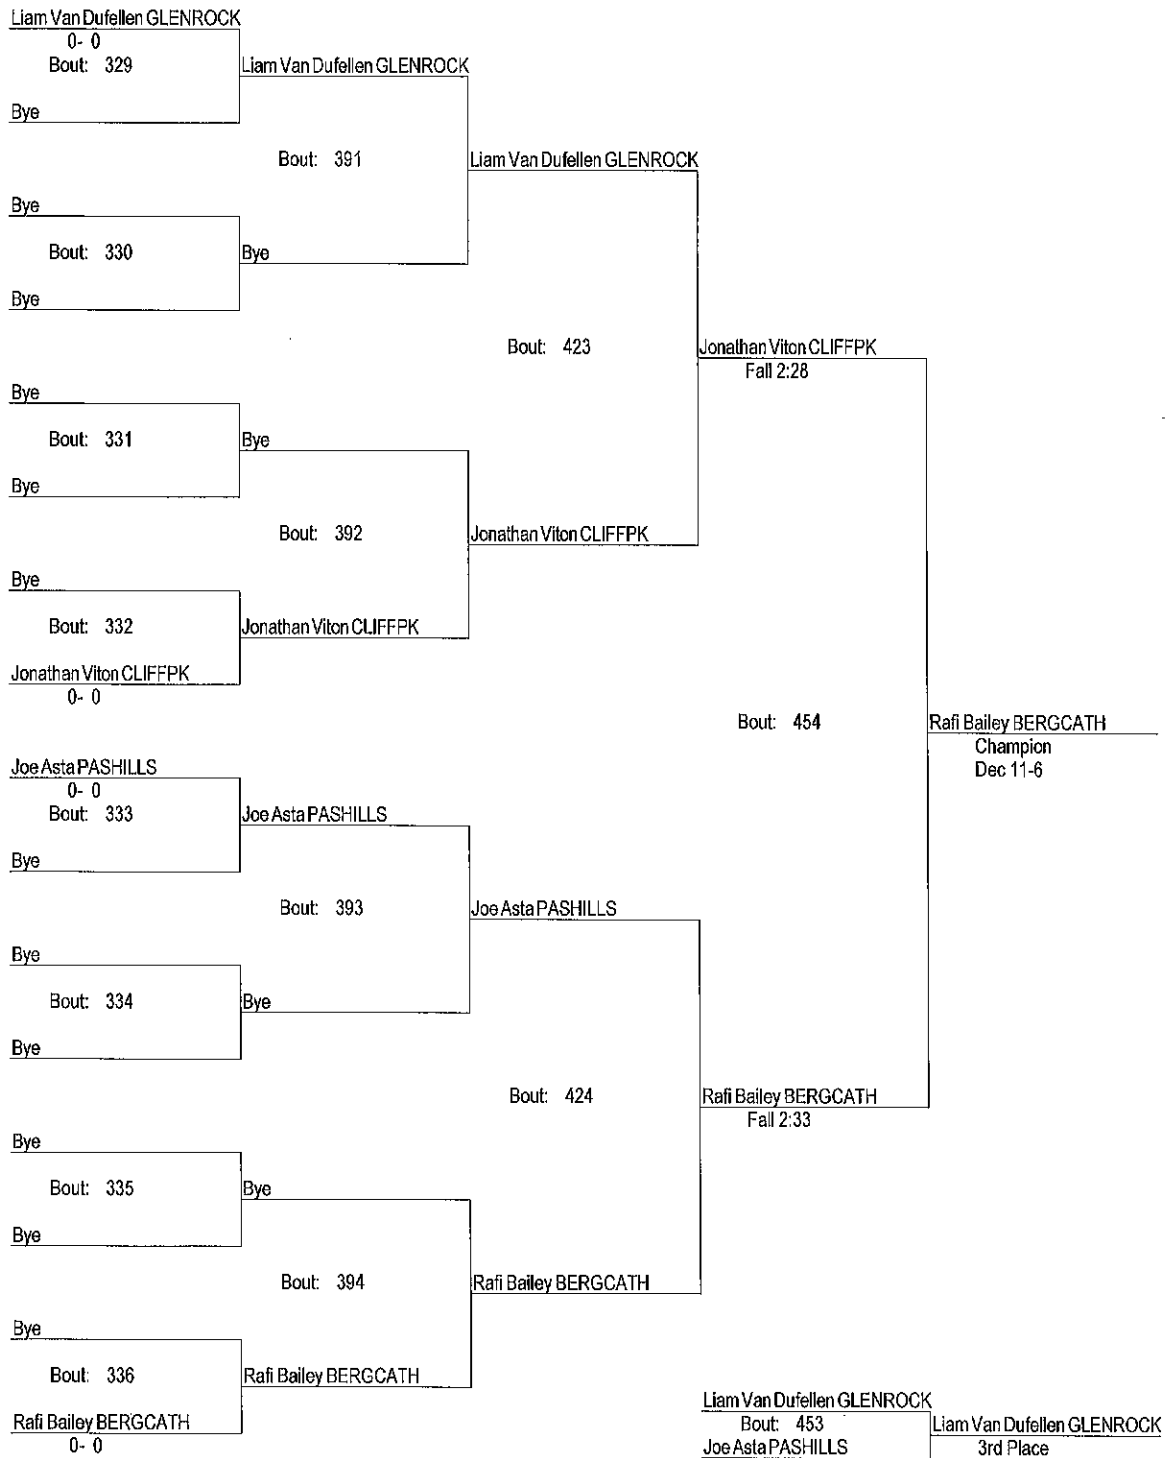 Liam Van Dufellen GLENROCK
0- 0
Bout: 329
Liam Van Dufellen GLENROCK
Bye
Bout: 391
Liam Van Dufellen GLENROCK
Bye
Bout: 330
Bye
Bye
Bout: 423
Jonathan Viton CLIFFPK
Fall 2:28
Bye
Bout: 331
Bye
Bye
Bout: 392
Jonathan Viton CLIFFPK
Bye
Bout: 332
Jonathan Viton CLIFFPK
Jonathan Viton CLIFFPK
0- 0
Bout: 454
Rafi Bailey BERGCATH
Champion
Dec 11-6
Joe Asta PASHILLS
0- 0
Bout: 333
Joe Asta PASHILLS
Bye
Bout: 393
Joe Asta PASHILLS
Bye
Bout: 334
Bye
Bye
Bout: 424
Rafi Bailey BERGCATH
Fall 2:33
Bye
Bout: 335
Bye
Bye
Bout: 394
Rafi Bailey BERGCATH
Bye
Bout: 336
Rafi Bailey BERGCATH
Rafi Bailey BERGCATH
0- 0
Liam Van Dufellen GLENROCK
Bout: 453
Liam Van Dufellen GLENROCK
Joe Asta PASHILLS
3rd Place